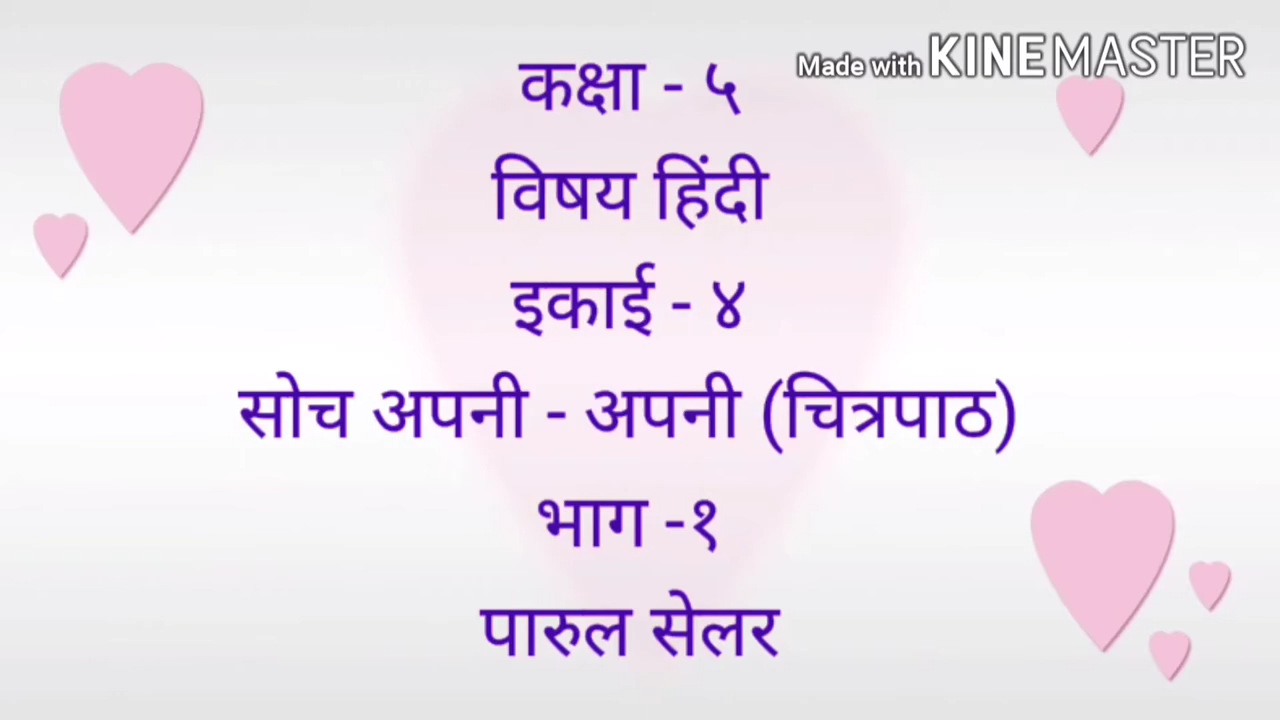 Made with KINEMASTER
कक्षा - ५
विषय हिंदी
इकाई - ४
सोच अपनी - अपनी (चित्रपाठ)
भाग -१
पारुल सेलर